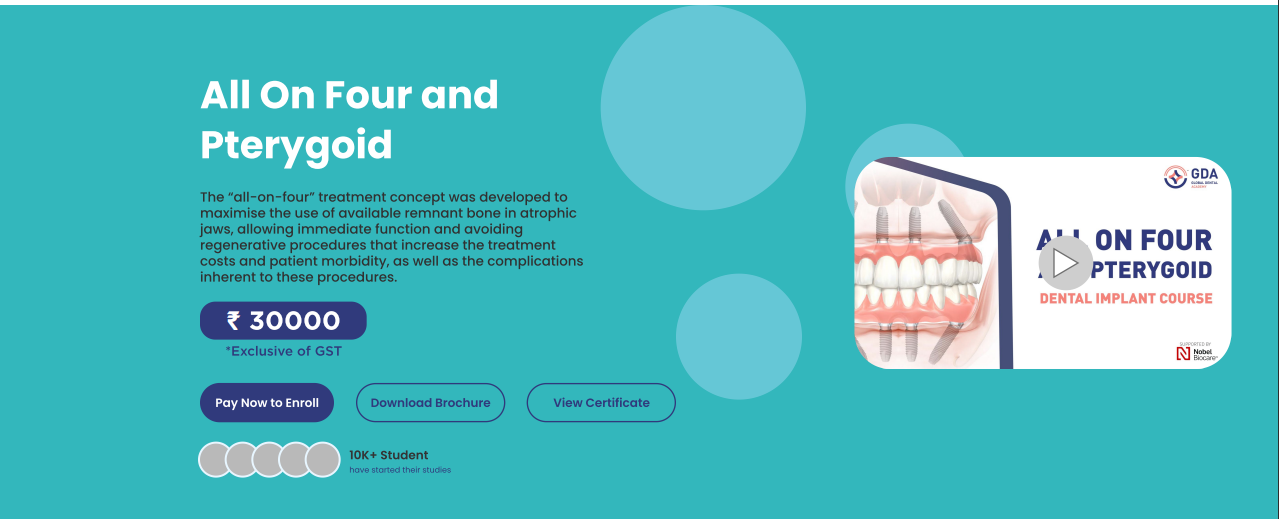 All On Four and
Pterygoid
The “all-on-four” treatment concept was developed to
maximise the use of available remnant bone in atrophic
jaws, allowing immediate function and avoiding
regenerative procedures that increase the treatment
costs and patient morbidity, as well as the complications
inherent to these procedures.
₹ 30000
*Exclusive of GST
Pay Now to Enroll
Download Brochure
View Certificate
10K+ Student
have started their studies
GDA
GLOBAL DENTAL
ACADEMY
ALL ON FOUR
PTERYGOID
DENTAL IMPLANT COURSE
SUPPORTED BY:
Nobel
Biocare